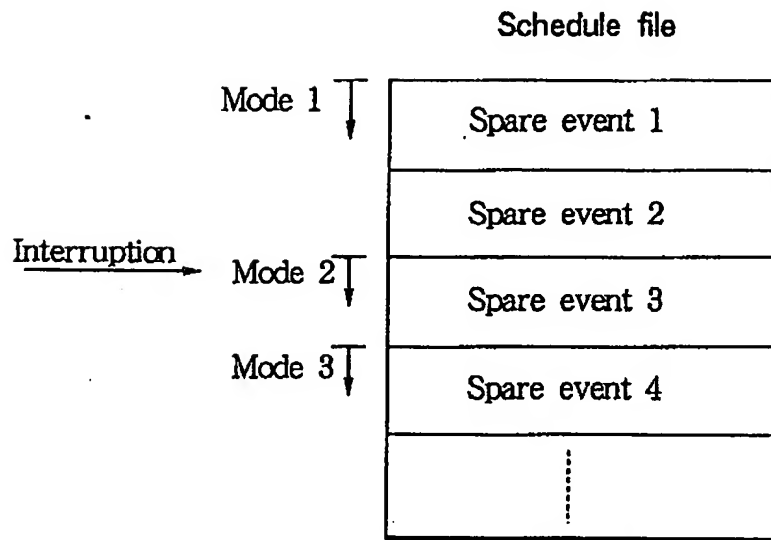 Schedule file
Mode 1
Spare event 1
Spare event 2
Interruption
Mode 2
Spare event 3
Mode 3
Spare event 4